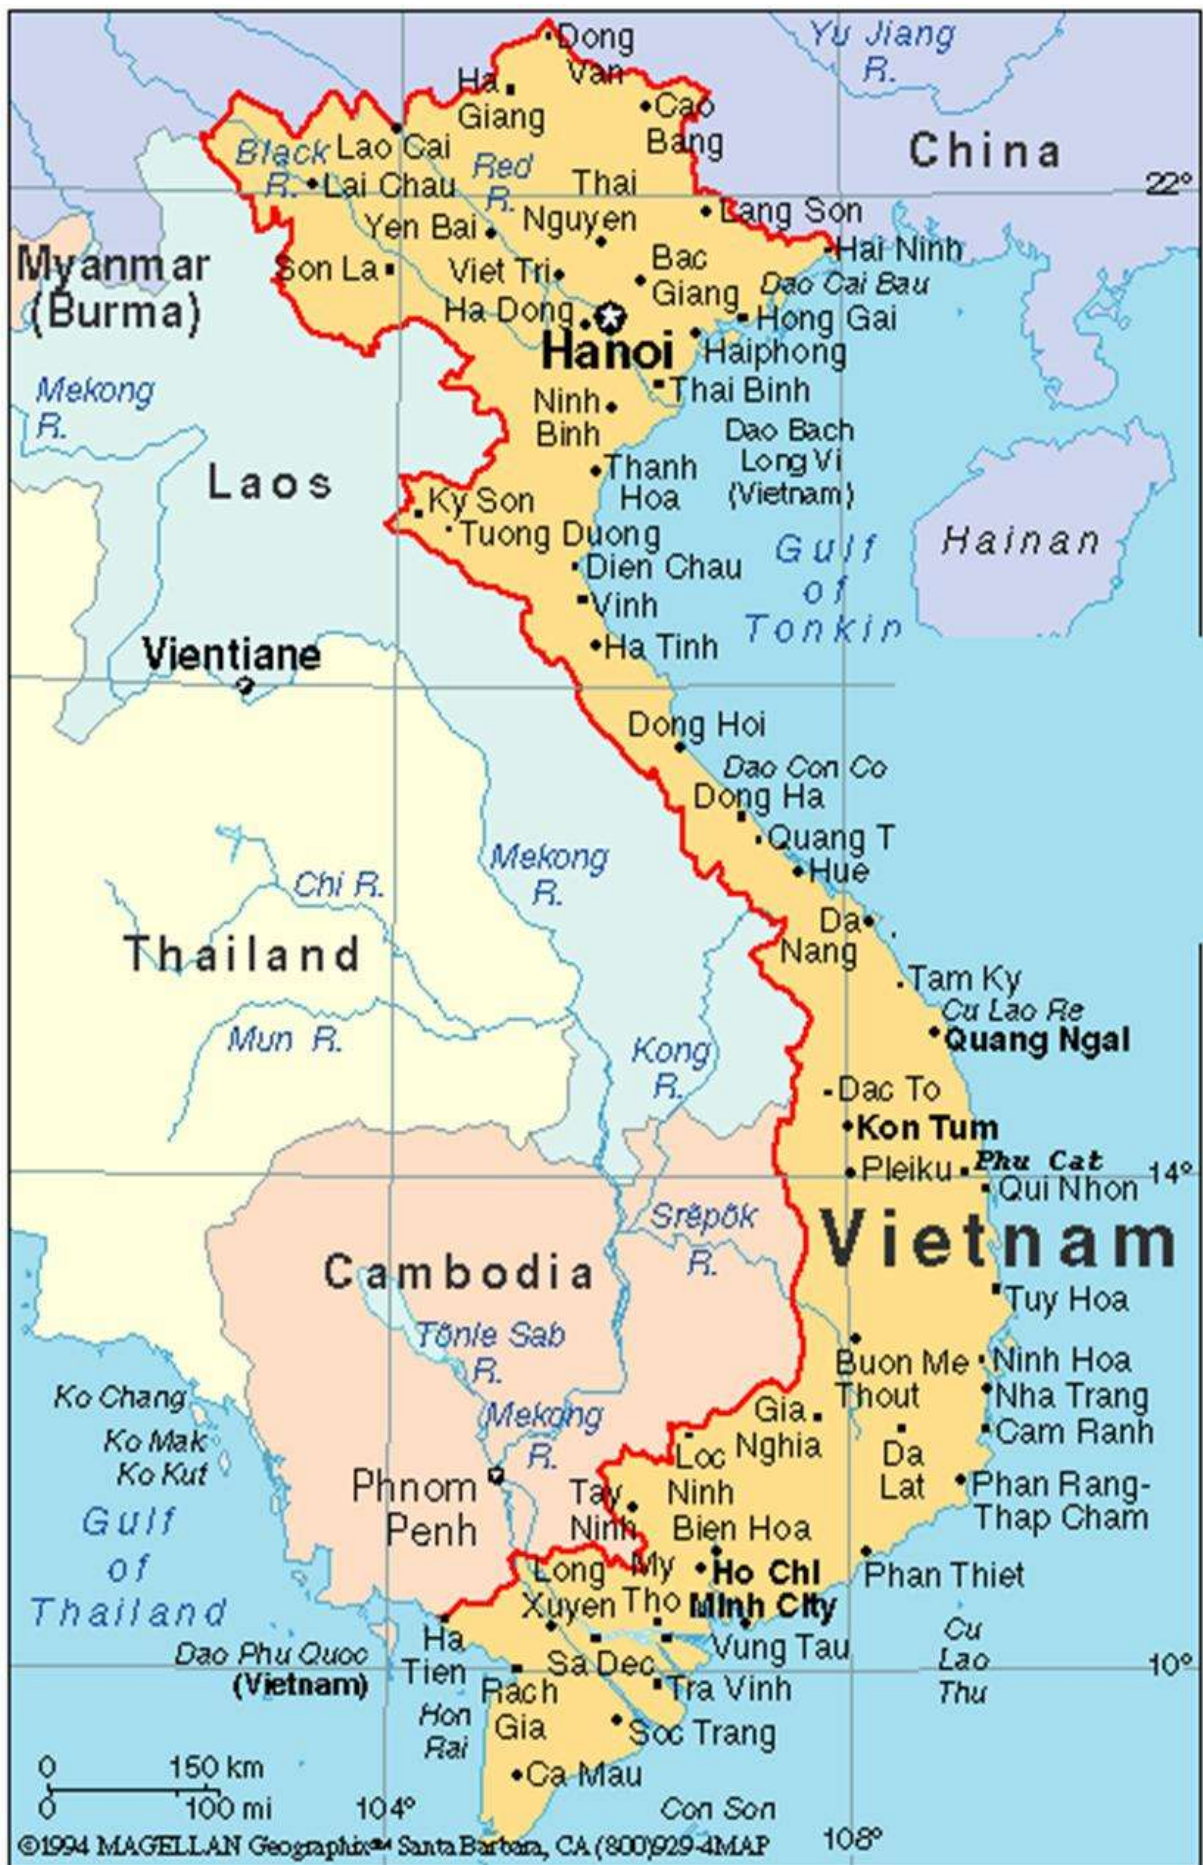 Dong
Van
Yu Jiang
R.
Ha
Giang
Cao
Bang
China
Black
R.
Lao Cai
Red
R.
Lai Chau
Thai
Nguyen
22°
Lang Son
Yen Bai
Hai Ninh
Myanmar
(Burma)
Son La
Viet Tri
Bac
Giang
Dao Cai Bau
Ha Dong
Hong Gai
Hanoi
Haiphong
Mekong
R.
Thai Binh
Ninh
Binh
Dao Bach
Long Vi
(Vietnam)
Laos
Thanh
Hoa
Ky Son
Tuong Duong
Gulf
of
Tonkin
Hainan
Dien Chau
Vinh
Ha Tinh
Vientiane
Dong Hoi
Dao Con Co
Dong Ha
Quang T
Hue
Mekong
R.
Chi R.
Da
Nang
Thailand
Tam Ky
Cu Lao Re
Quang Ngal
Mun R.
Kong
R.
Dac To
Kon Tum
Pleiku
Phu Cat
14°
Qui Nhon
Srêpôk
R.
Vietnam
Cambodia
Tuy Hoa
Tônle Sab
R.
Buon Me
Thout
Ninh Hoa
Nha Trang
Ko Chang
Ko Mak
Ko Kut
Mekong
R.
Gia
Nghia
Cam Ranh
Loc
Ninh
Da
Lat
Phnom
Penh
Tay
Ninh
Phan Rang-
Thap Cham
Gulf
of
Thailand
Bien Hoa
Long
Xuyen
My
Tho
Ho Chi
Minh City
Phan Thiet
Ha
Tien
Vung Tau
Cu
Lao
Thu
Dao Phu Quoc
(Vietnam)
Sa Dec
10°
Rach
Gia
Tra Vinh
Hon
Rai
Soc Trang
Ca Mau
0 150 km
0 100 mi
104°
Con Son
108°
©1994 MAGELLAN Geographix℠ Santa Barbara, CA (800)929-4MAP